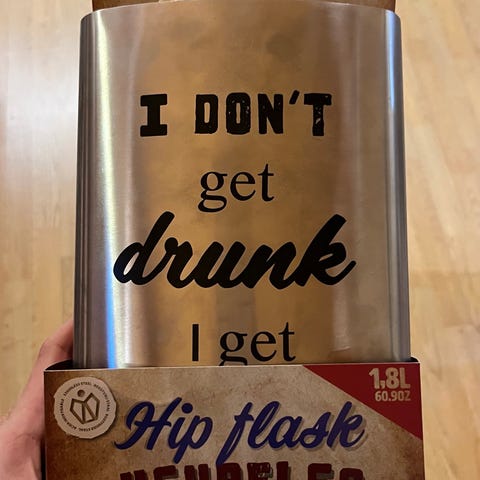 I DON'T
get
drunk
I get
1,8L
60.9OZ
Hip flask